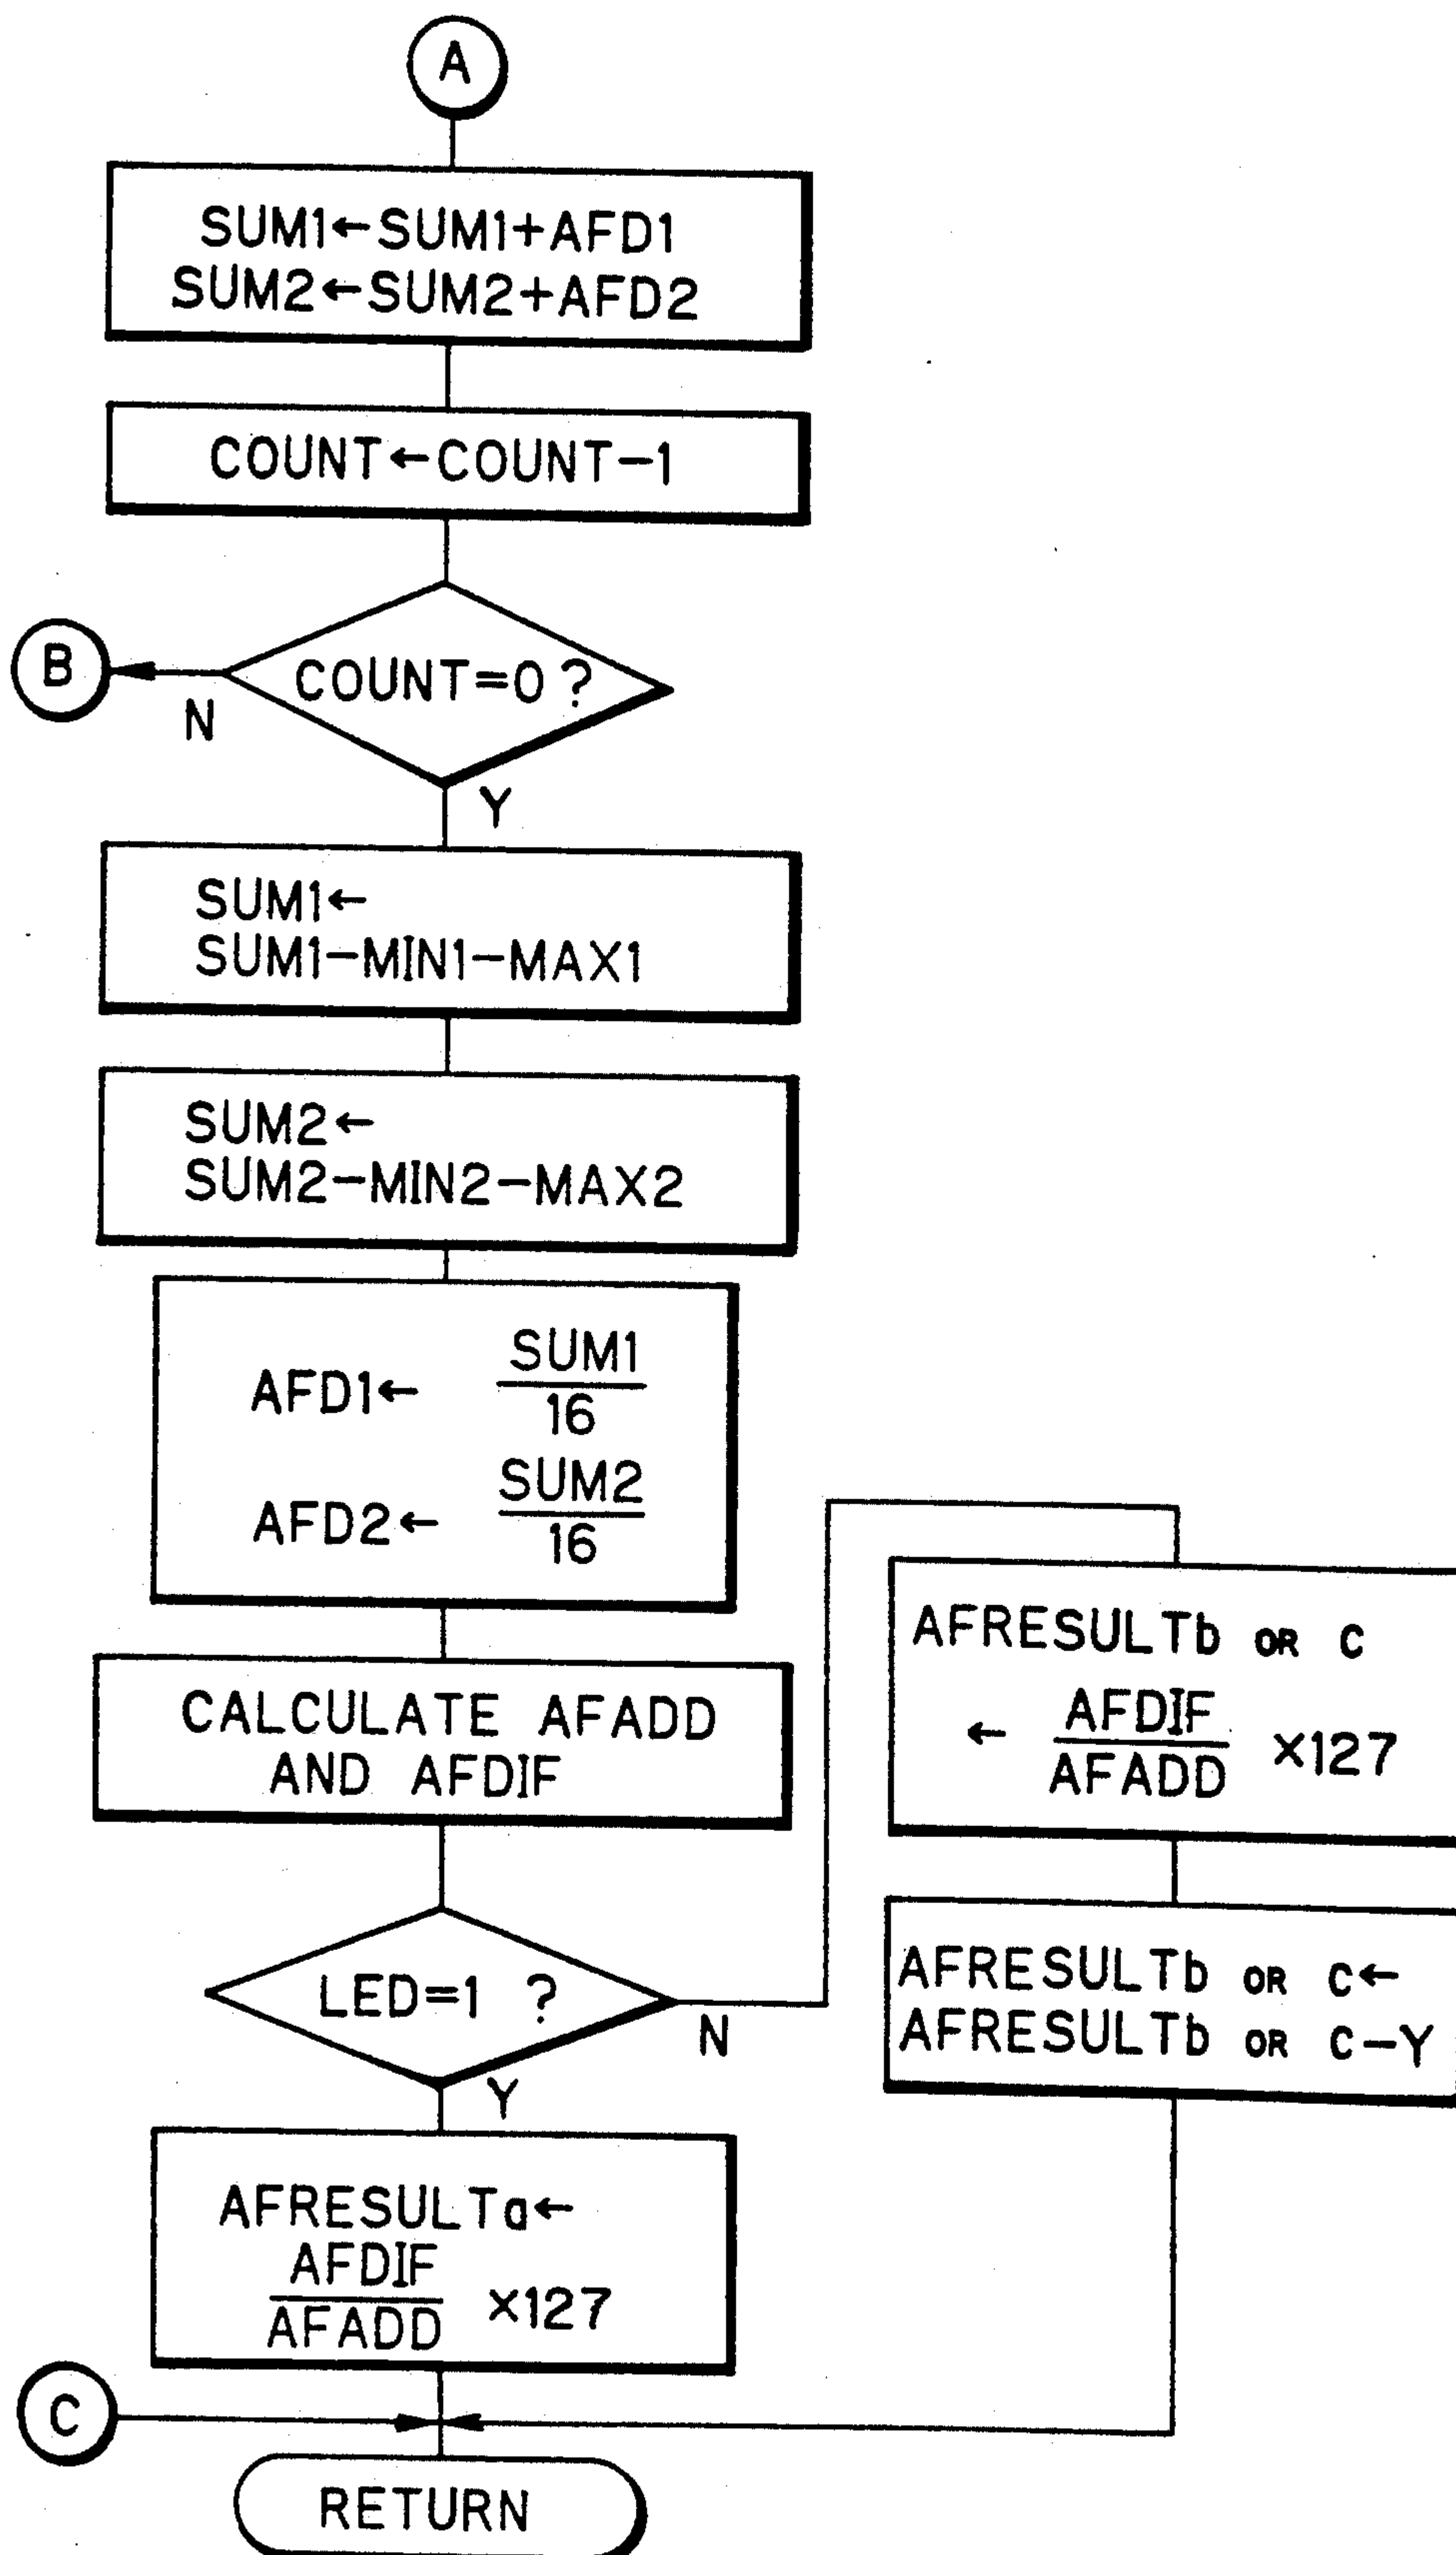 A
SUM1←SUM1+AFD1
SUM2←SUM2+AFD2
COUNT←COUNT-1
COUNT=0?
B
N
Y
SUM1←
SUM1-MIN1-MAX1
SUM2←
SUM2-MIN2-MAX2
AFD1← SUM1
16
AFD2← SUM2
16
CALCULATE AFADD
AND AFDIF
LED=1 ?
N
Y
AFRESULTa←
AFDIF
AFADD ×127
AFRESULTb OR C
← AFDIF
AFADD ×127
AFRESULTb OR C←
AFRESULTb OR C-Y
C
RETURN